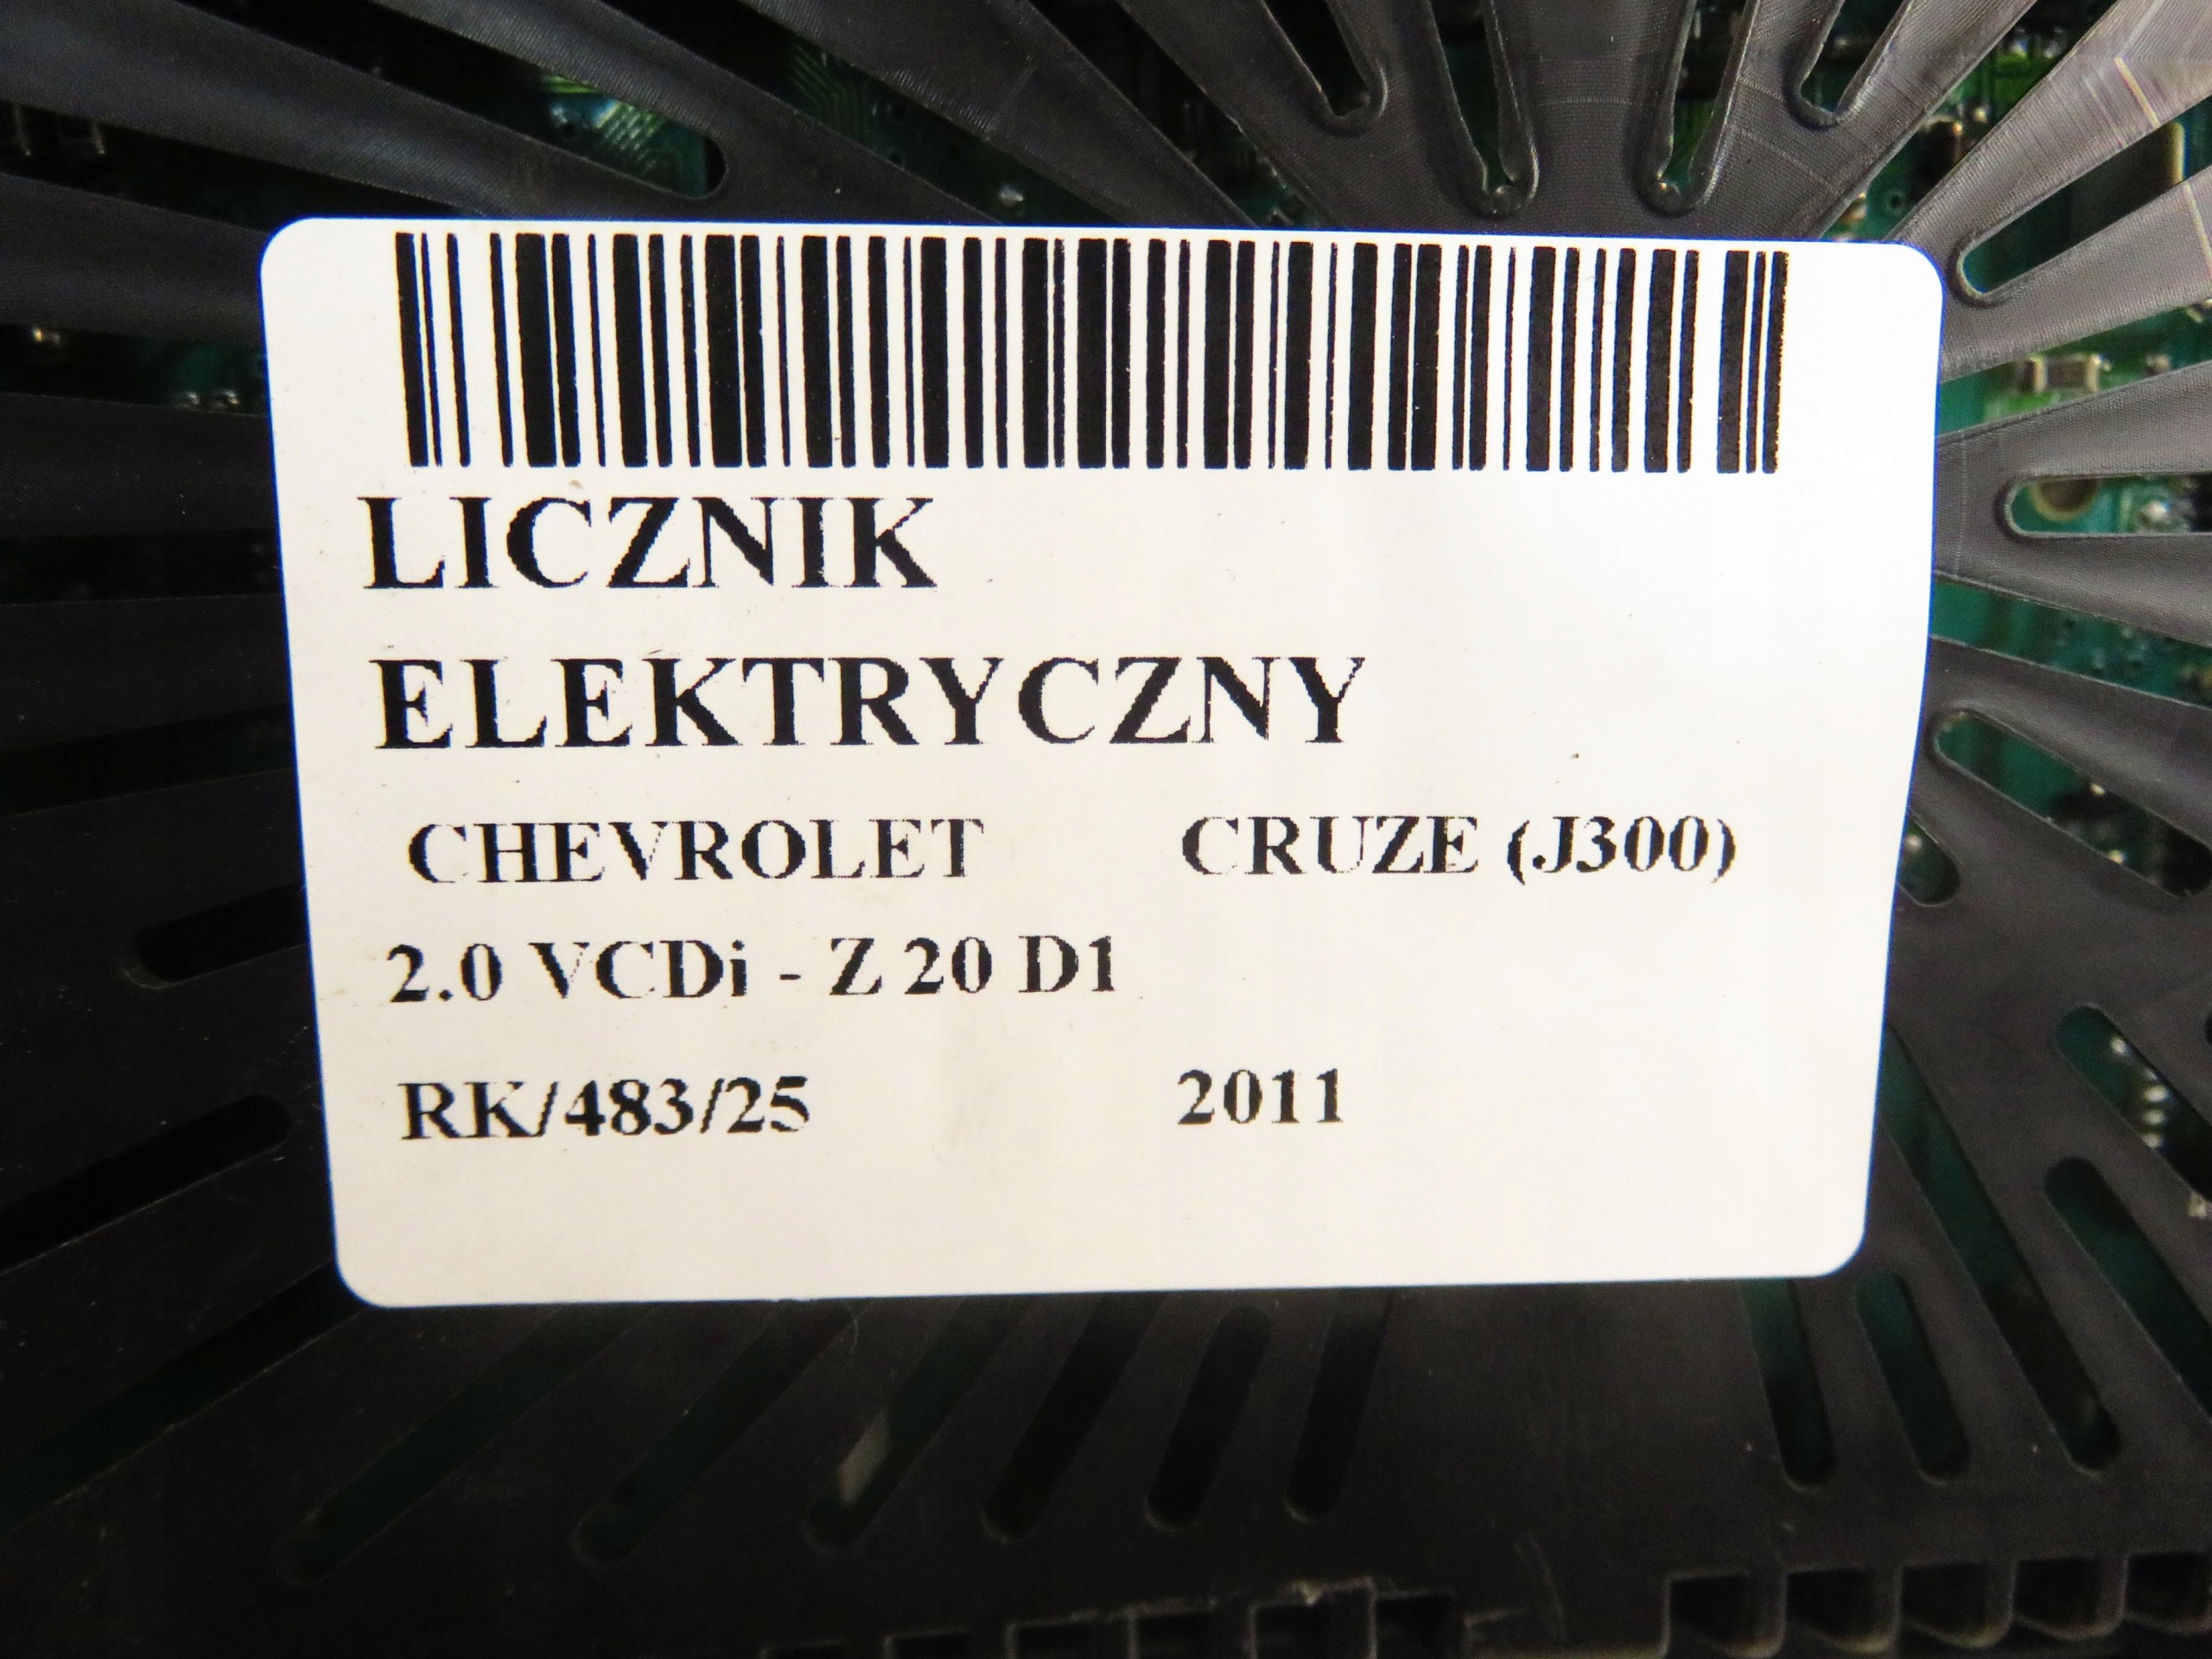 LICZNIK
ELEKTRYCZNY
CHEVROLET CRUZE (J300)
2.0 VCDi - Z 20 D1
RK/483/25 2011